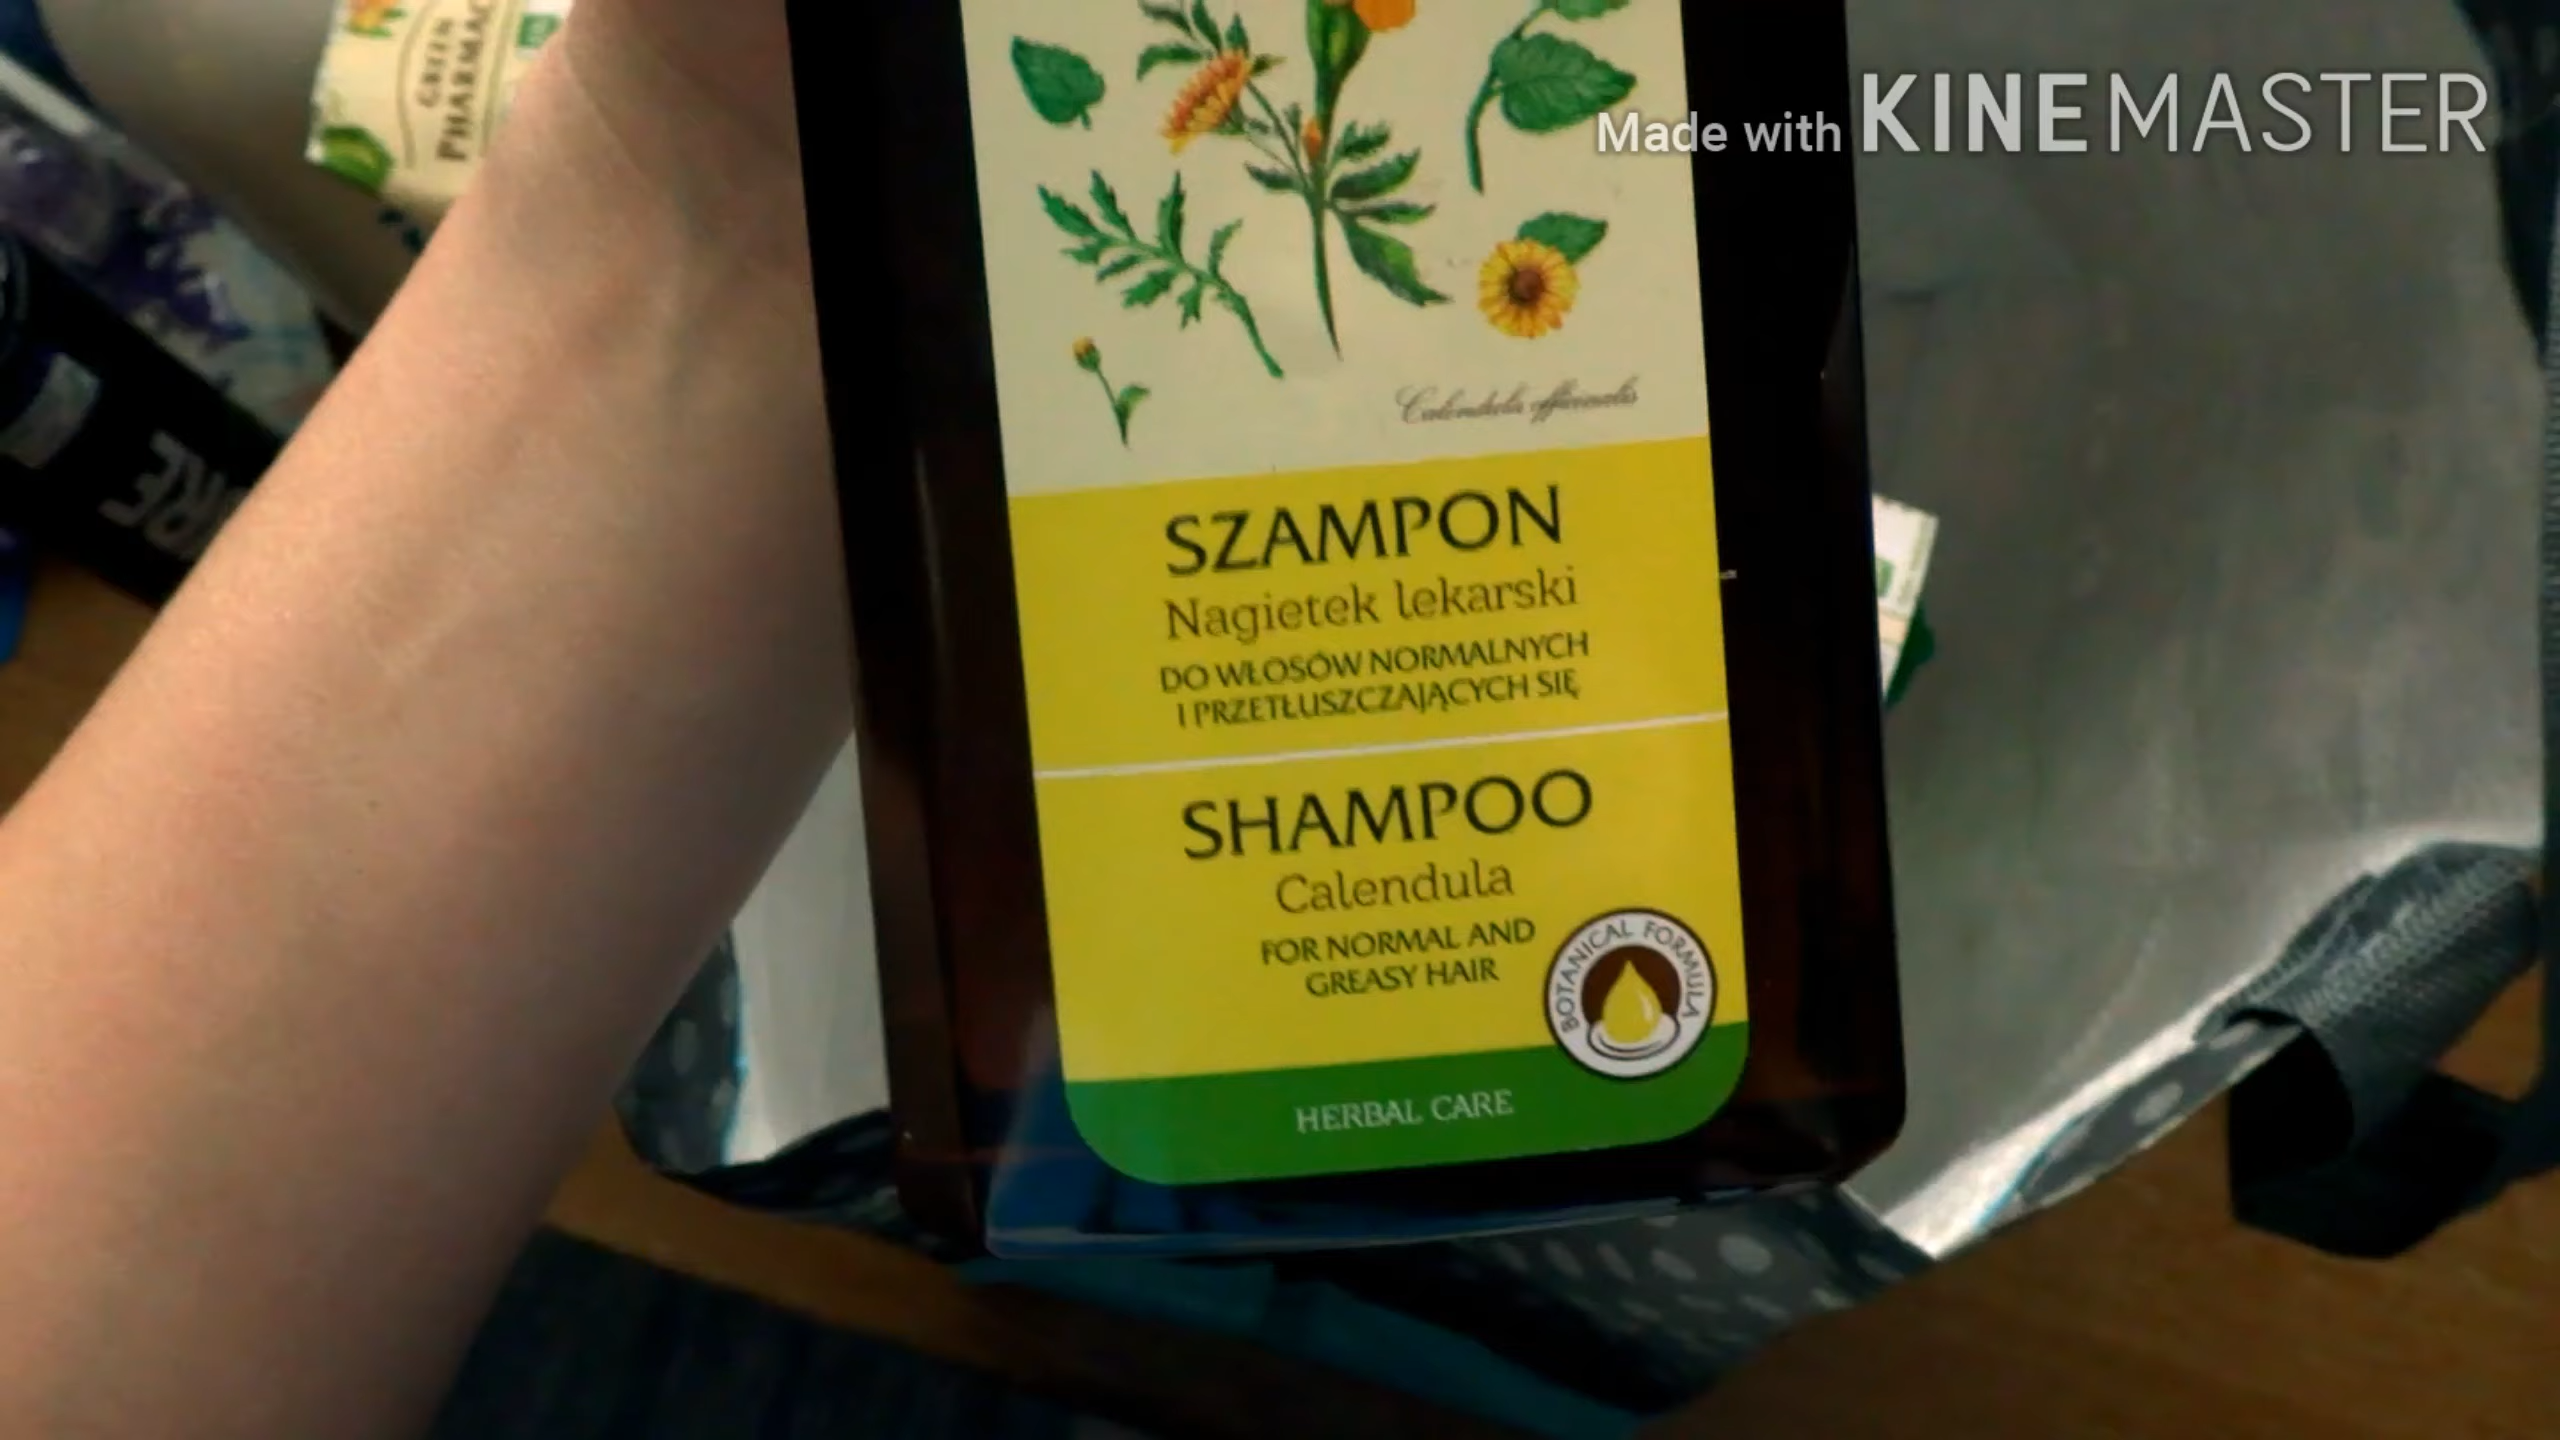 GREEN
Made with KINEMASTER
Calendula officinalis
SZAMPON
Nagietek lekarski
DO WŁOSÓW NORMALNYCH
I PRZETŁUSZCZAJĄCYCH SIĘ
SHAMPOO
Calendula
FOR NORMAL AND
GREASY HAIR
BOTANICAL FORMULA
HERBAL CARE